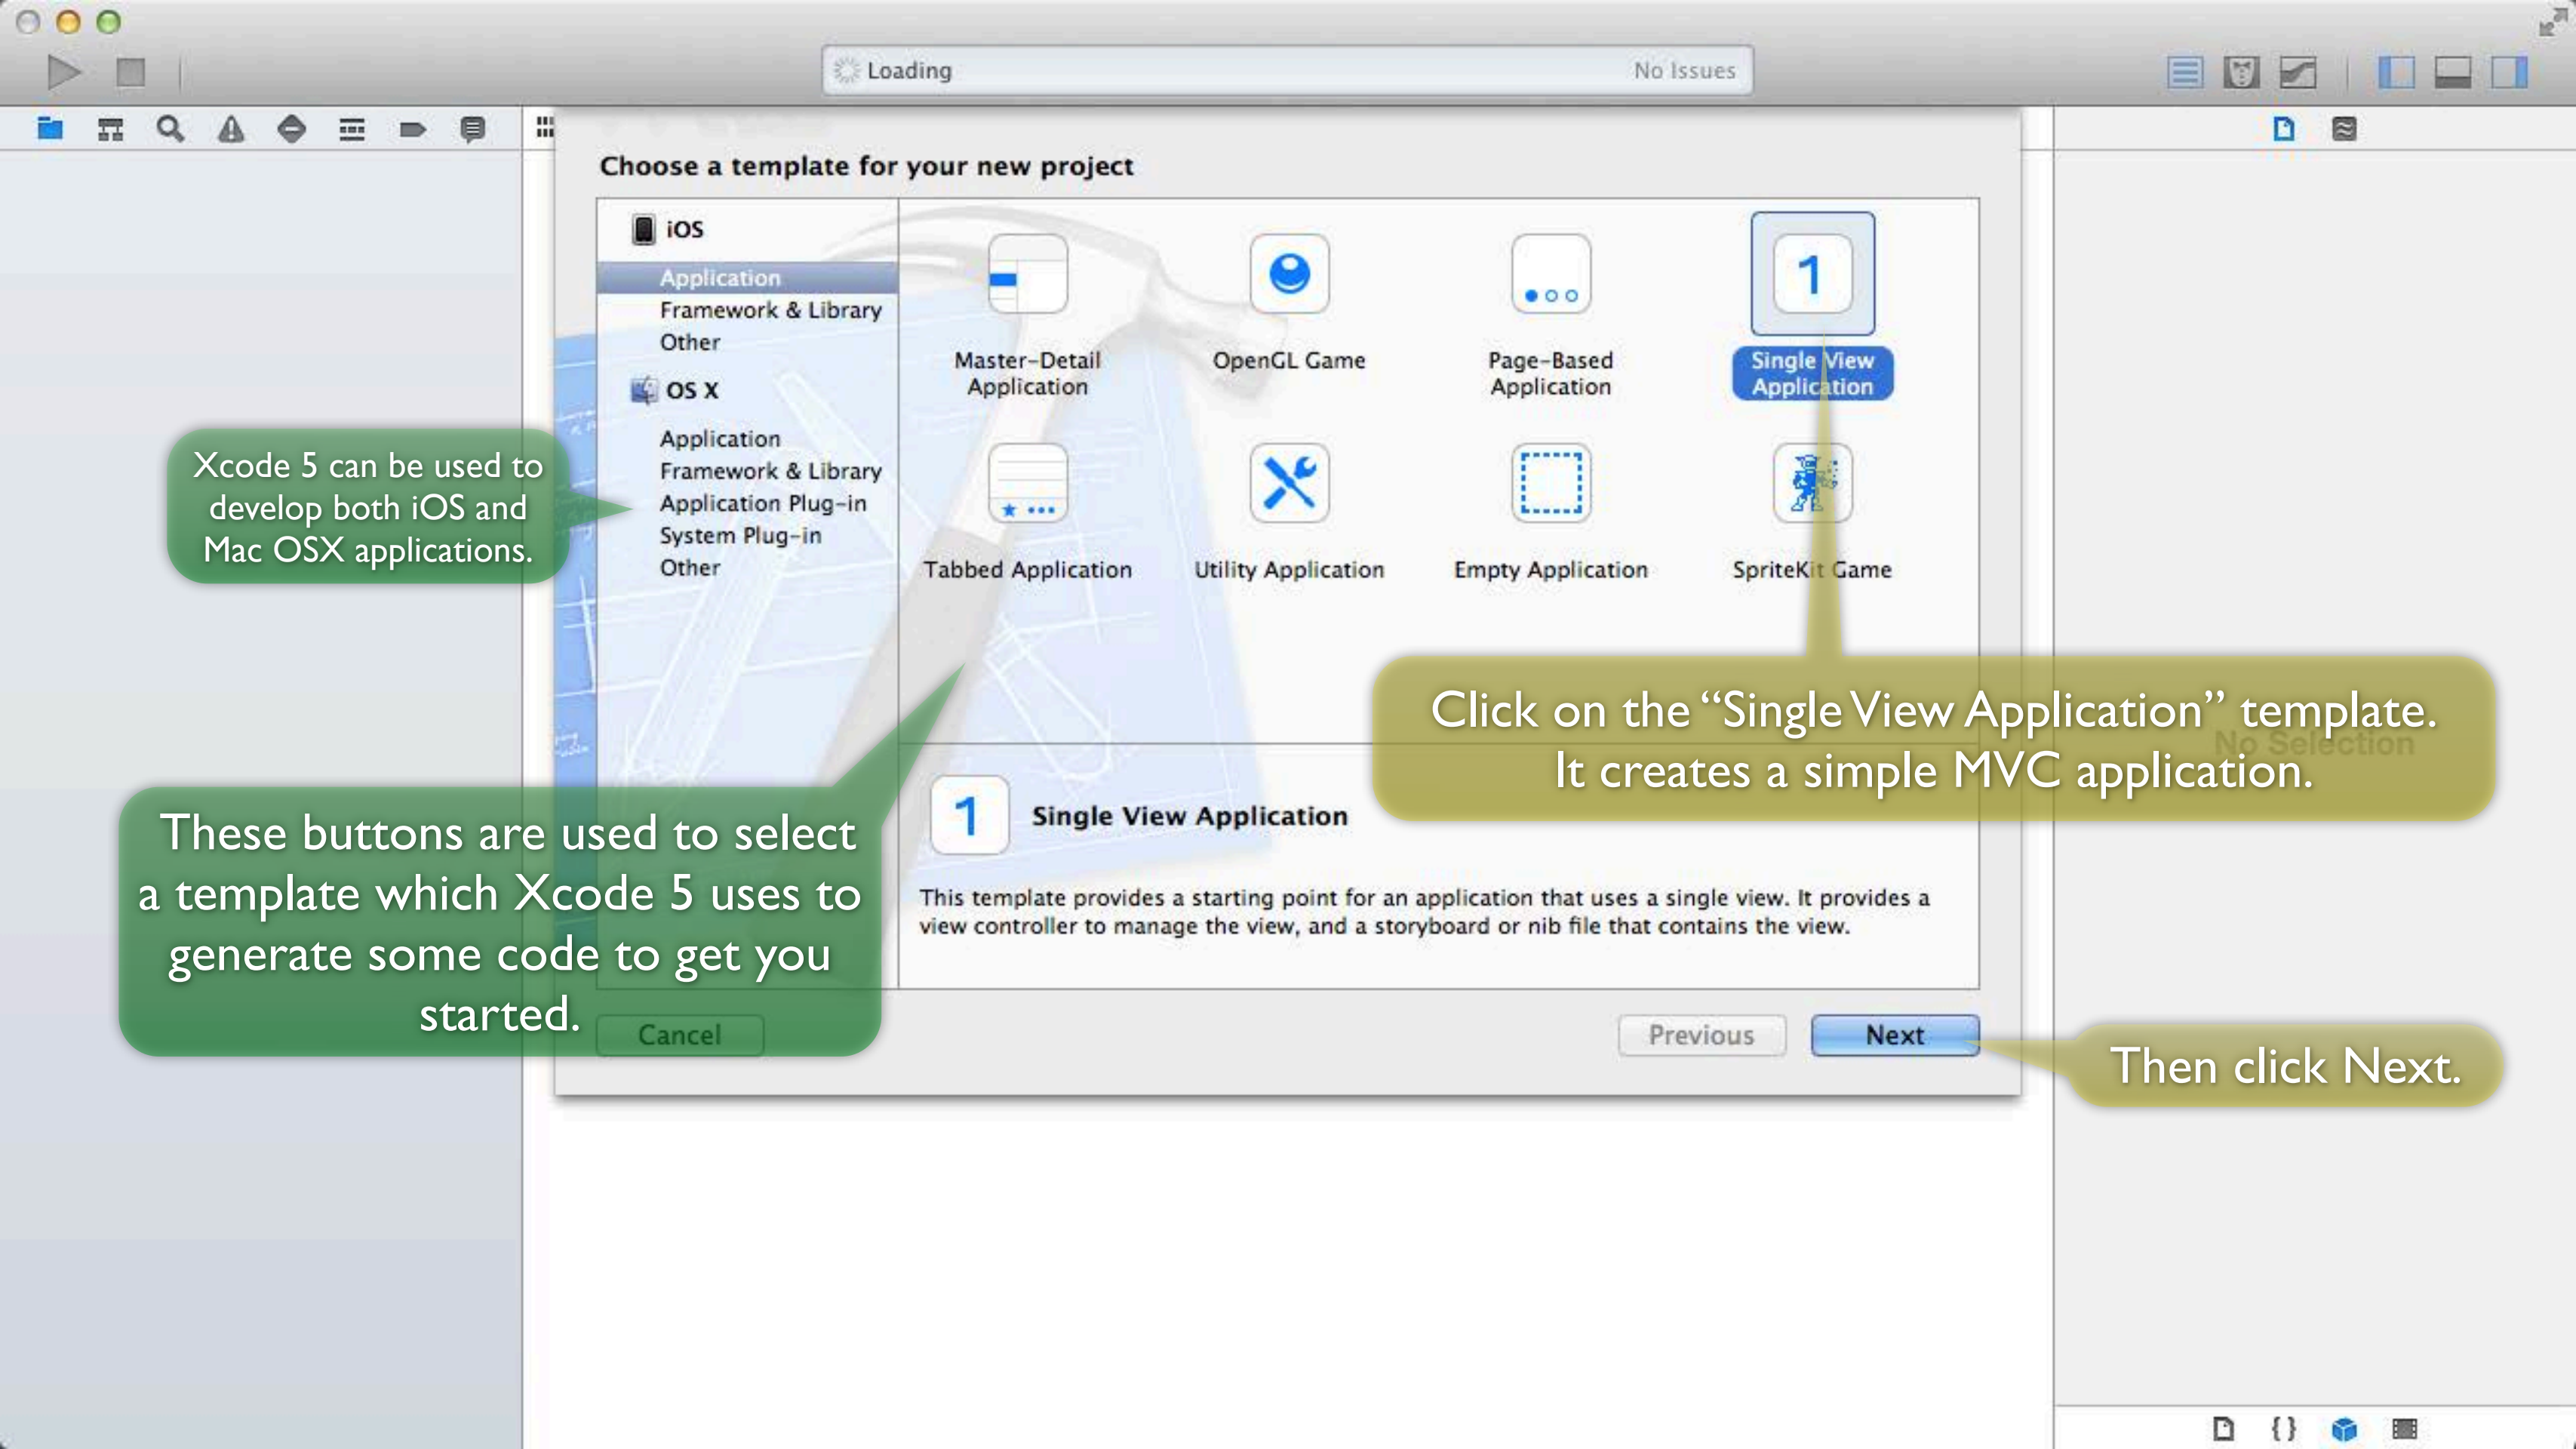 Loading
No Issues
Choose a template for your new project
iOS
Application
Framework & Library
Other
OS X
Application
Framework & Library
Application Plug-in
System Plug-in
Other
Master-Detail
Application
OpenGL Game
Page-Based
Application
1
Single View
Application
Tabbed Application
Utility Application
Empty Application
SpriteKit Game
Xcode 5 can be used to
develop both iOS and
Mac OSX applications.
Click on the “Single View Application” template.
It creates a simple MVC application.
No Selection
These buttons are used to select
a template which Xcode 5 uses to
generate some code to get you
started.
1
Single View Application
This template provides a starting point for an application that uses a single view. It provides a
view controller to manage the view, and a storyboard or nib file that contains the view.
Cancel
Previous
Next
Then click Next.
{ }